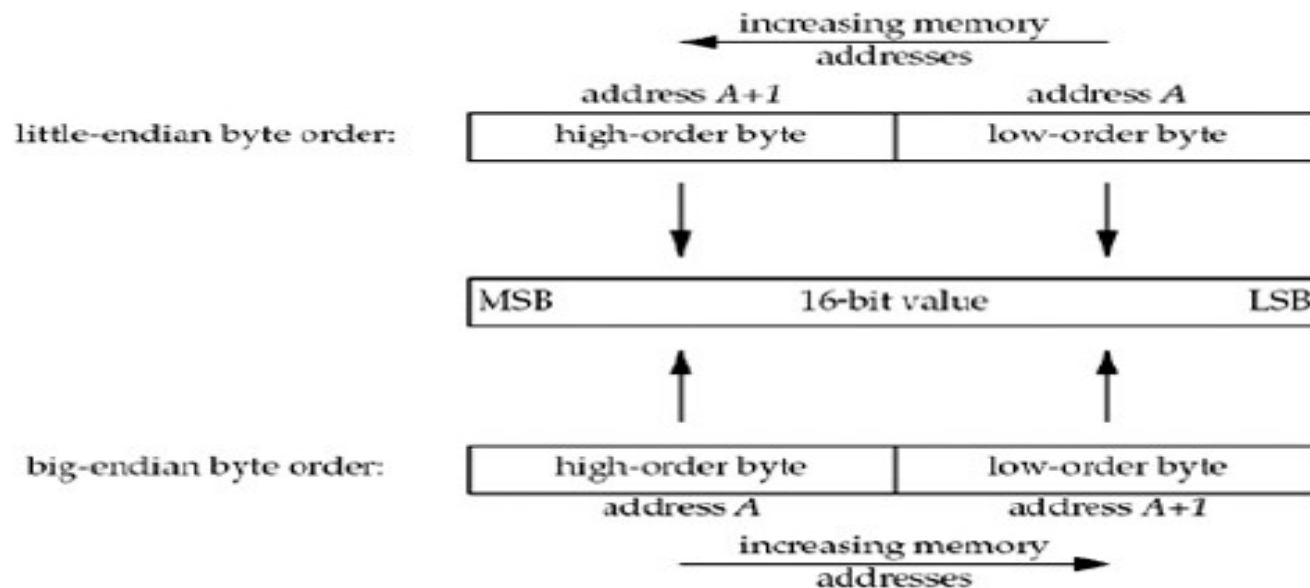 increasing memory
addresses
address A+1 address A
little-endian byte order: high-order byte low-order byte
MSB 16-bit value LSB
big-endian byte order: high-order byte low-order byte
address A address A+1
increasing memory
addresses